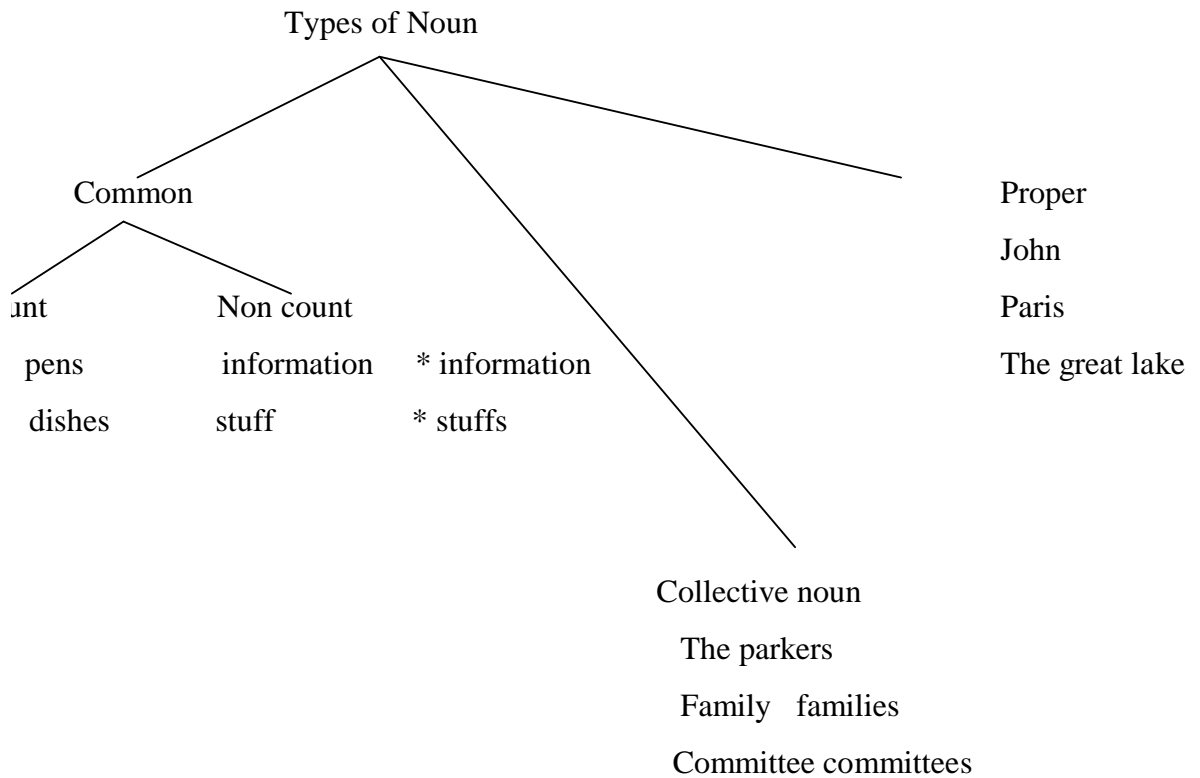 Types of Noun
Common Proper
John
unt Non count Paris
pens information * information The great lake
dishes stuff * stuffs
Collective noun
The parkers
Family families
Committee committees